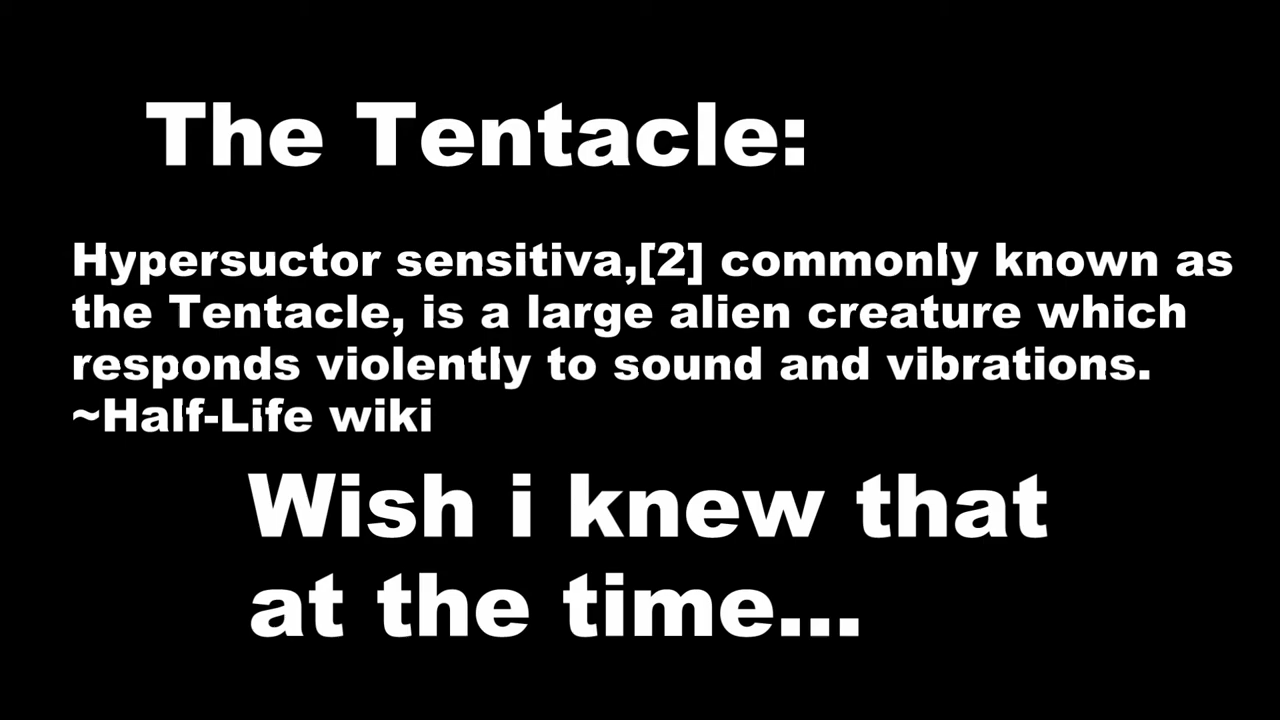 The Tentacle:
Hypersuctor sensitiva,[2] commonly known as
the Tentacle, is a large alien creature which
responds violently to sound and vibrations.
~Half-Life wiki
Wish i knew that
at the time...